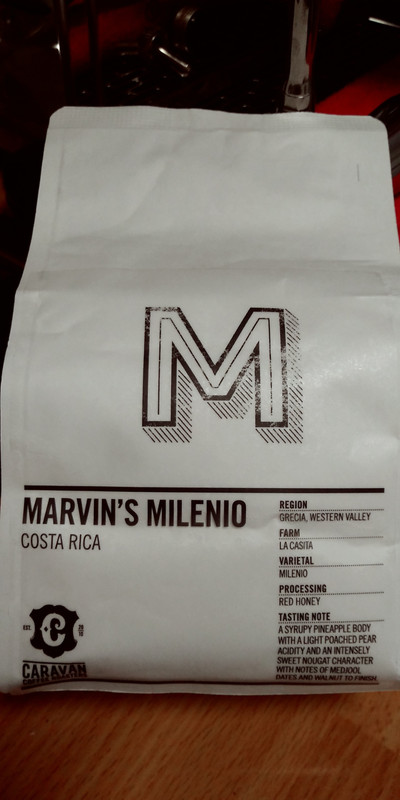 M
MARVIN'S MILENIO
COSTA RICA
REGION
GRECIA, WESTERN VALLEY
FARM
LA CASITA
VARIETAL
MILENIO
PROCESSING
RED HONEY
TASTING NOTE
A SYRUPY PINEAPPLE BODY
WITH A LIGHT POACHED PEAR
ACIDITY AND AN INTENSELY
SWEET NOUGAT CHARACTER
WITH NOTES OF MEDJOOL
DATES AND WALNUT TO FINISH
EST.
C
CARAVAN